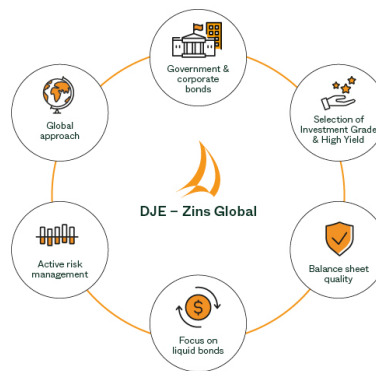 Government &
corporate
bonds
Global
approach
Selection of
Investment Grade
& High Yield
DJE – Zins Global
Active risk
management
Balance sheet
quality
$
Focus on
liquid bonds